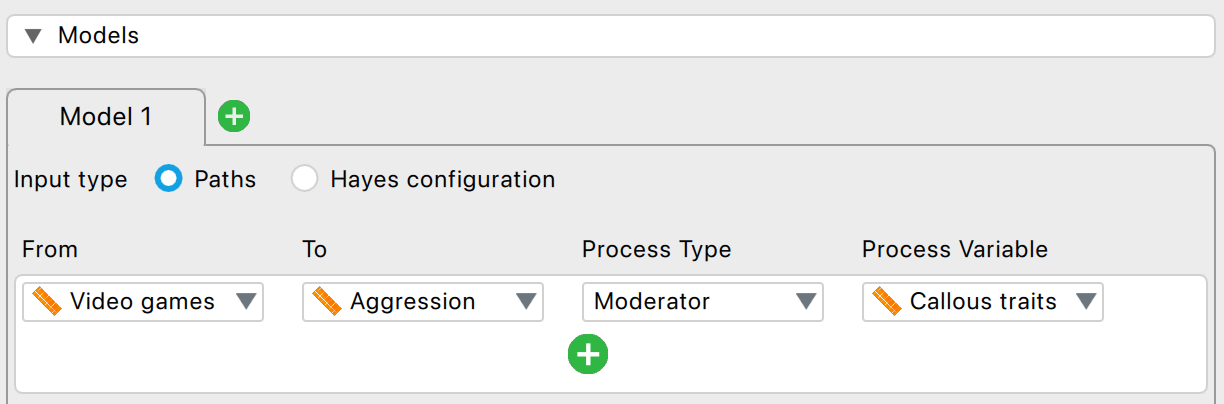 Models
Model 1
Input type Paths Hayes configuration
From To Process Type Process Variable
Video games Aggression Moderator Callous traits